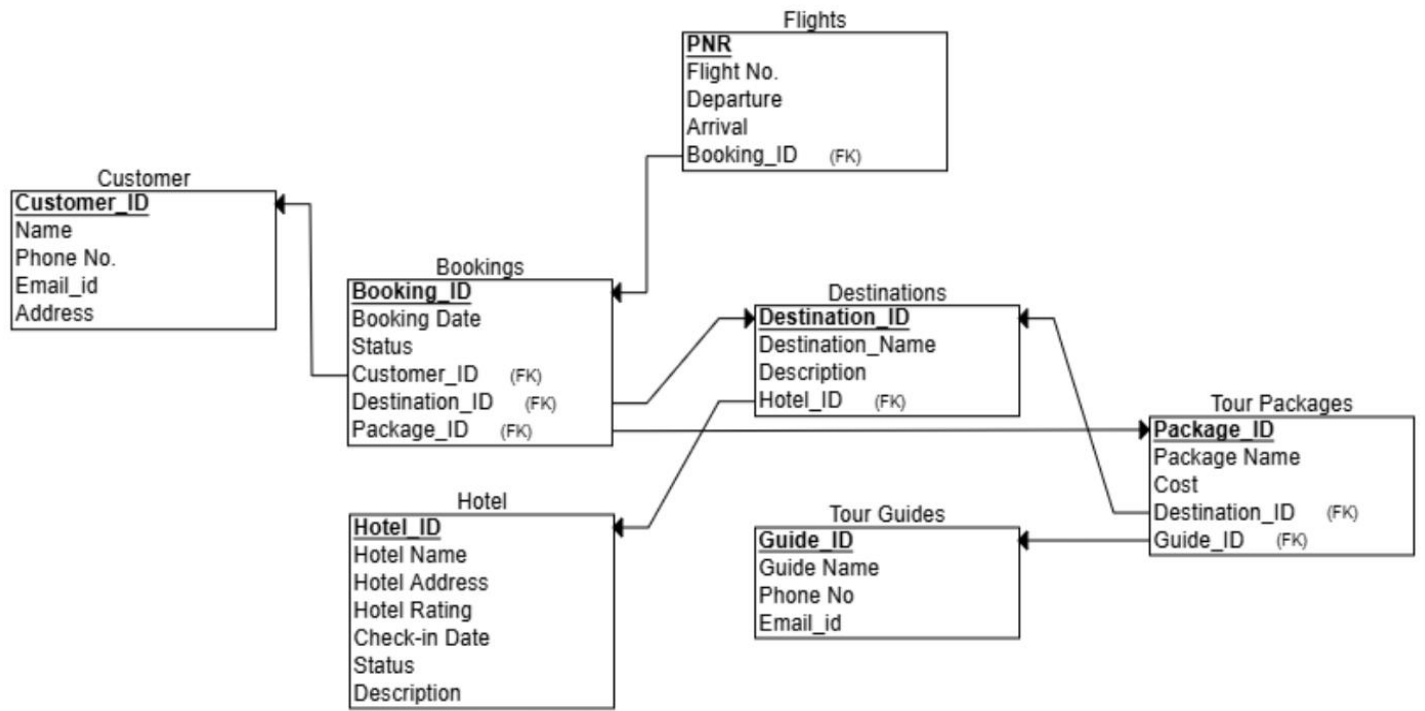 Flights
PNR
Flight No.
Departure
Arrival
Booking_ID (FK)
Customer
Customer_ID
Name
Phone No.
Email_id
Address
Bookings
Booking_ID
Booking Date
Status
Customer_ID (FK)
Destination_ID (FK)
Package_ID (FK)
Destinations
Destination_ID
Destination_Name
Description
Hotel_ID (FK)
Tour Packages
Package_ID
Package Name
Cost
Destination_ID (FK)
Guide_ID (FK)
Hotel
Hotel_ID
Hotel Name
Hotel Address
Hotel Rating
Check-in Date
Status
Description
Tour Guides
Guide_ID
Guide Name
Phone No
Email_id